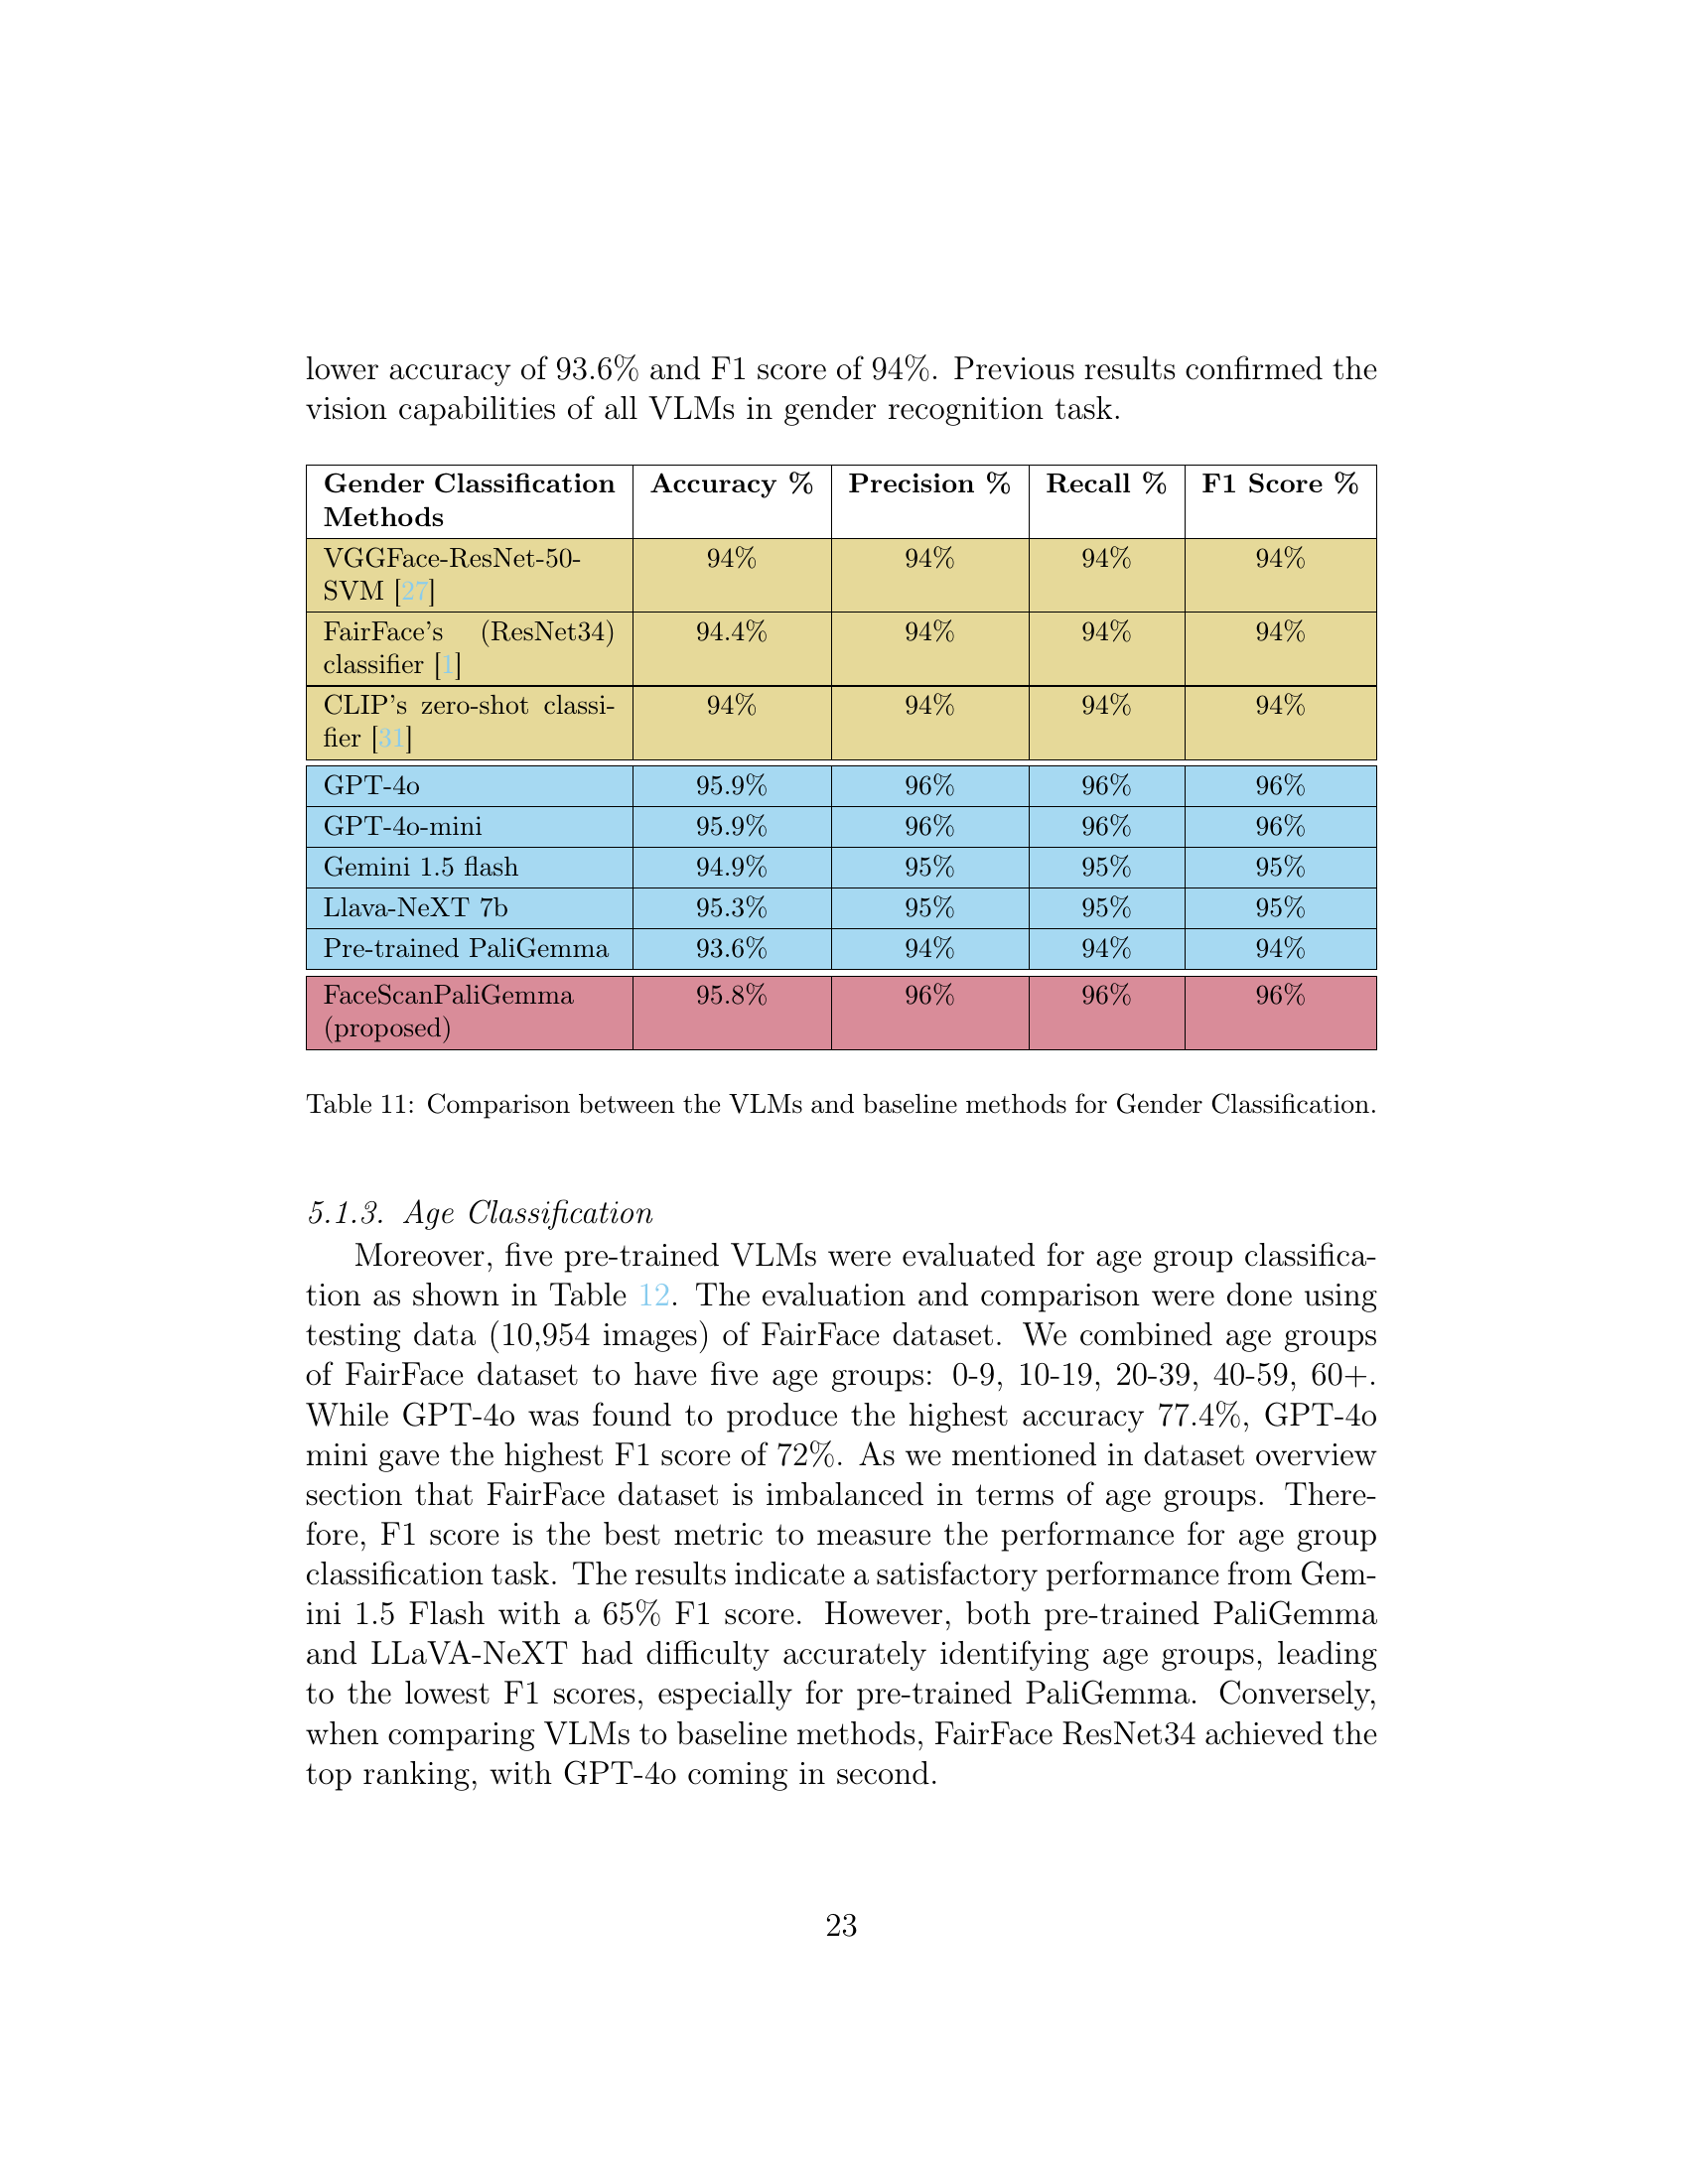 lower accuracy of 93.6% and F1 score of 94%. Previous results confirmed the
vision capabilities of all VLMs in gender recognition task.
Gender Classification Methods Accuracy % Precision % Recall % F1 Score %
VGGFace-ResNet-50-SVM [27] 94% 94% 94% 94%
FairFace's (ResNet34) classifier [1] 94.4% 94% 94% 94%
CLIP's zero-shot classifier [31] 94% 94% 94% 94%
GPT-4o 95.9% 96% 96% 96%
GPT-4o-mini 95.9% 96% 96% 96%
Gemini 1.5 flash 94.9% 95% 95% 95%
Llava-NeXT 7b 95.3% 95% 95% 95%
Pre-trained PaliGemma 93.6% 94% 94% 94%
FaceScanPaliGemma (proposed) 95.8% 96% 96% 96%
Table 11: Comparison between the VLMs and baseline methods for Gender Classification.
5.1.3. Age Classification
Moreover, five pre-trained VLMs were evaluated for age group classifica-
tion as shown in Table 12. The evaluation and comparison were done using
testing data (10,954 images) of FairFace dataset. We combined age groups
of FairFace dataset to have five age groups: 0-9, 10-19, 20-39, 40-59, 60+.
While GPT-4o was found to produce the highest accuracy 77.4%, GPT-4o
mini gave the highest F1 score of 72%. As we mentioned in dataset overview
section that FairFace dataset is imbalanced in terms of age groups. There-
fore, F1 score is the best metric to measure the performance for age group
classification task. The results indicate a satisfactory performance from Gem-
ini 1.5 Flash with a 65% F1 score. However, both pre-trained PaliGemma
and LLaVA-NeXT had difficulty accurately identifying age groups, leading
to the lowest F1 scores, especially for pre-trained PaliGemma. Conversely,
when comparing VLMs to baseline methods, FairFace ResNet34 achieved the
top ranking, with GPT-4o coming in second.
23